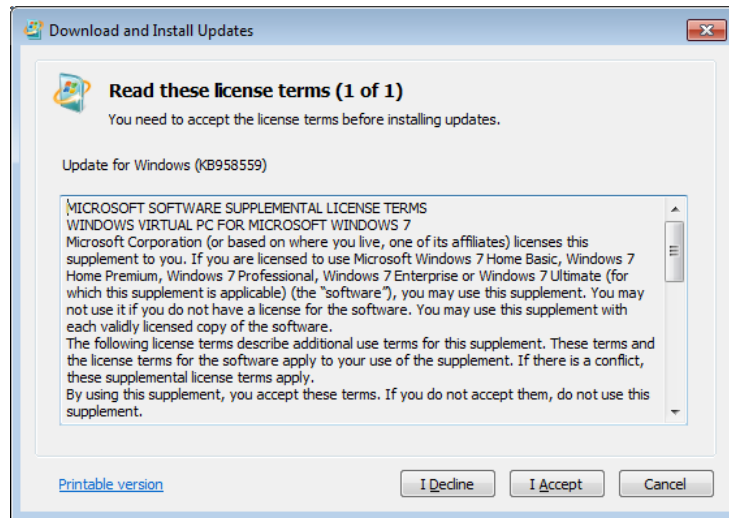 Download and Install Updates
Read these license terms (1 of 1)
You need to accept the license terms before installing updates.
Update for Windows (KB958559)
MICROSOFT SOFTWARE SUPPLEMENTAL LICENSE TERMS
WINDOWS VIRTUAL PC FOR MICROSOFT WINDOWS 7
Microsoft Corporation (or based on where you live, one of its affiliates) licenses this
supplement to you. If you are licensed to use Microsoft Windows 7 Home Basic, Windows 7
Home Premium, Windows 7 Professional, Windows 7 Enterprise or Windows 7 Ultimate (for
which this supplement is applicable) (the “software”), you may use this supplement. You may
not use it if you do not have a license for the software. You may use this supplement with
each validly licensed copy of the software.
The following license terms describe additional use terms for this supplement. These terms and
the license terms for the software apply to your use of the supplement. If there is a conflict,
these supplemental license terms apply.
By using this supplement, you accept these terms. If you do not accept them, do not use this
supplement.
Printable version
I Decline
I Accept
Cancel